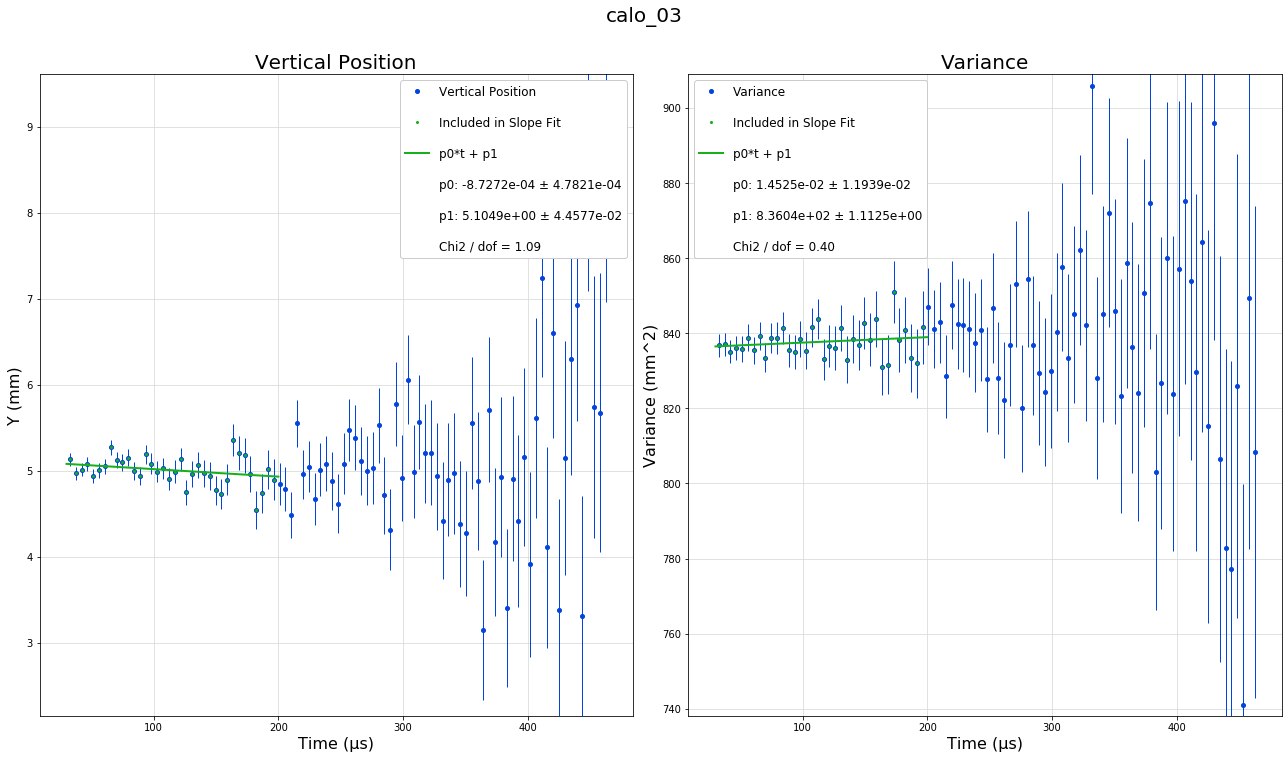 calo_03
Vertical Position
Vertical Position
Included in Slope Fit
p0*t + p1
p0: -8.7272e-04 ± 4.7821e-04
p1: 5.1049e+00 ± 4.4577e-02
Chi2 / dof = 1.09
9
8
7
6
5
4
3
Y (mm)
100
200
300
400
Time (μs)
Variance
Variance
Included in Slope Fit
p0*t + p1
p0: 1.4525e-02 ± 1.1939e-02
p1: 8.3604e+02 ± 1.1125e+00
Chi2 / dof = 0.40
900
880
860
840
820
800
780
760
740
Variance (mm^2)
100
200
300
400
Time (μs)